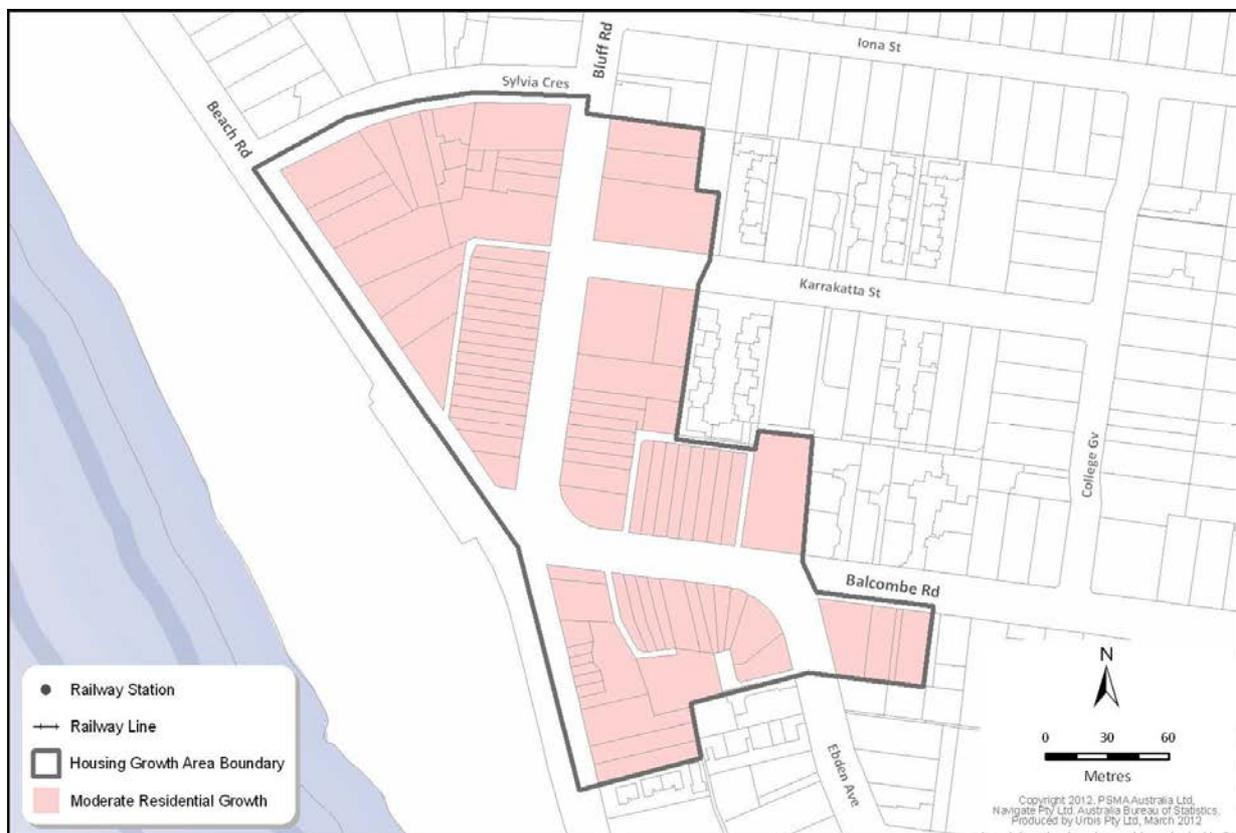 Iona St
Bluff Rd
Sylvia Cres
Beach Rd
Karrakatta St
College Gv
Balcombe Rd
Ebden Ave
Railway Station
Railway Line
Housing Growth Area Boundary
Moderate Residential Growth
N
0 30 60
Metres
Copyright 2012, PSMA Australia Ltd,
Navigate Pty Ltd, Australia Bureau of Statistics,
Produced by Urbis Pty Ltd, March 2012